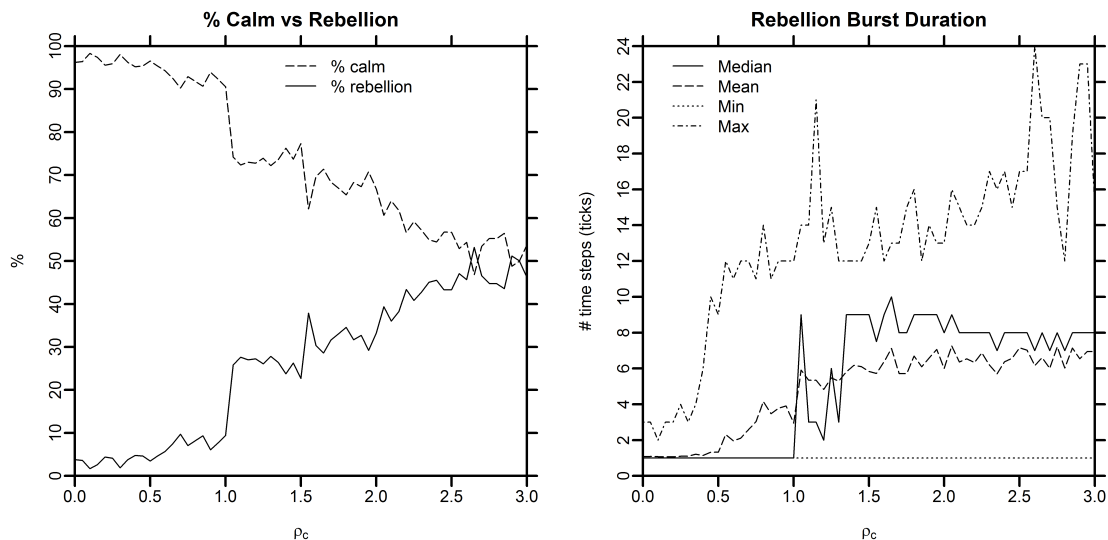 % Calm vs Rebellion
%
100
90
80
70
60
50
40
30
20
10
0
% calm
% rebellion
0.0 0.5 1.0 1.5 2.0 2.5 3.0
ρc
Rebellion Burst Duration
# time steps (ticks)
24
22
20
18
16
14
12
10
8
6
4
2
0
Median
Mean
Min
Max
0.0 0.5 1.0 1.5 2.0 2.5 3.0
ρc